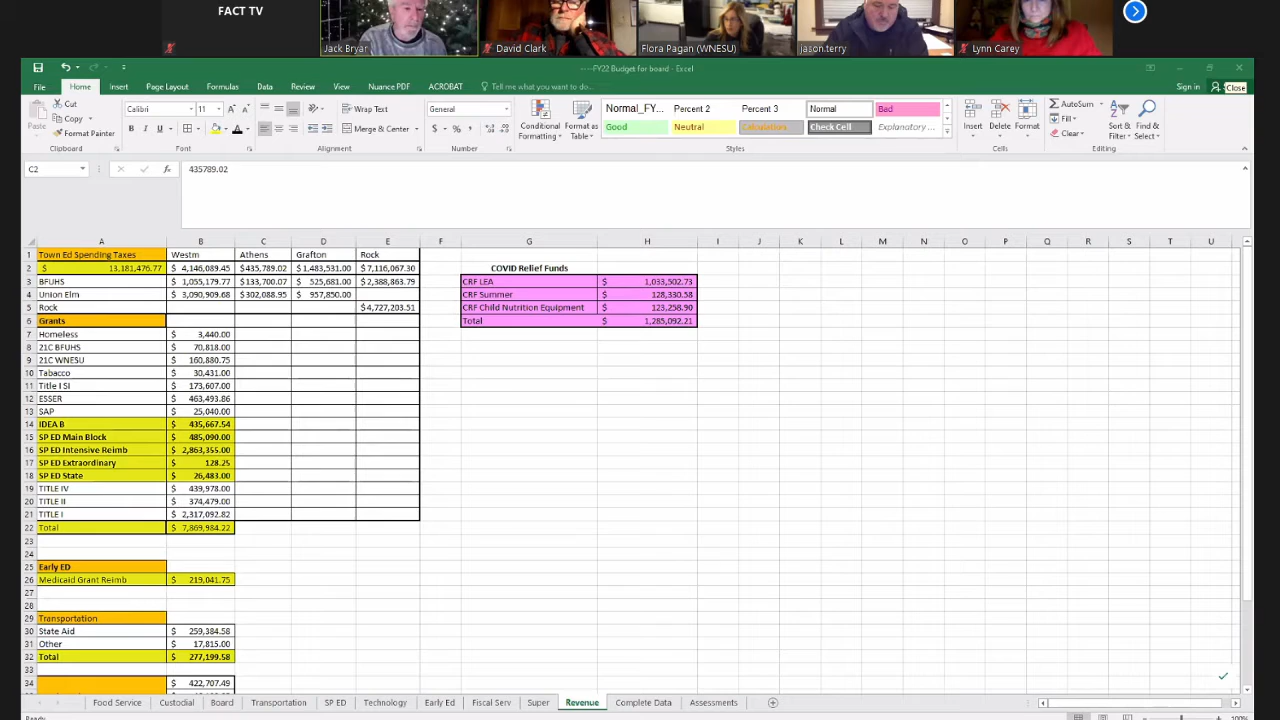 FACT TV
Jack Bryar
David Clark
Flora Pagan (WNESU)
jason.terry
Lynn Carey
----FY22 Budget for board - Excel
File Home Insert Page Layout Formulas Data Review View Nuance PDF ACROBAT Tell me what you want to do...
Sign in
Close
Cut
Copy
Format Painter
Paste
Clipboard
Calibri 11
B I U
Font
Wrap Text
Merge & Center
Alignment
General
$ % ,
Number
Conditional Formatting
Format as Table
Normal_FY... Percent 2 Percent 3 Normal Bad
Good Neutral Calculation Check Cell Explanatory ...
Styles
Insert Delete Format
Cells
AutoSum
Fill
Clear
Sort & Filter
Find & Select
Editing
C2 fx 435789.02
A B C D E F G H I J K L M N O P Q R S T U
1 Town Ed Spending Taxes Westm Athens Grafton Rock
2 $ 13,181,476.77 $ 4,146,089.45 $435,789.02 $ 1,483,531.00 $ 7,116,067.30 COVID Relief Funds
3 BFUHS $ 1,055,179.77 $133,700.07 $ 525,681.00 $ 2,388,863.79 CRF LEA $ 1,033,502.73
4 Union Elm $ 3,090,909.68 $302,088.95 $ 957,850.00 CRF Summer $ 128,330.58
5 Rock $ 4,727,203.51 CRF Child Nutrition Equipment $ 123,258.90
6 Grants Total $ 1,285,092.21
7 Homeless $ 3,440.00
8 21C BFUHS $ 70,818.00
9 21C WNESU $ 160,880.75
10 Tabacco $ 30,431.00
11 Title I SI $ 173,607.00
12 ESSER $ 463,493.86
13 SAP $ 25,040.00
14 IDEA B $ 435,667.54
15 SP ED Main Block $ 485,090.00
16 SP ED Intensive Reimb $ 2,863,355.00
17 SP ED Extraordinary $ 128.25
18 SP ED State $ 26,483.00
19 TITLE IV $ 439,978.00
20 TITLE II $ 374,479.00
21 TITLE I $ 2,317,092.82
22 Total $ 7,869,984.22
23
24
25 Early ED
26 Medicaid Grant Reimb $ 219,041.75
27
28
29 Transportation
30 State Aid $ 259,384.58
31 Other $ 17,815.00
32 Total $ 277,199.58
33
34 $ 422,707.49
Food Service Custodial Board Transportation SP ED Technology Early Ed Fiscal Serv Super Revenue Complete Data Assessments
Ready
100%